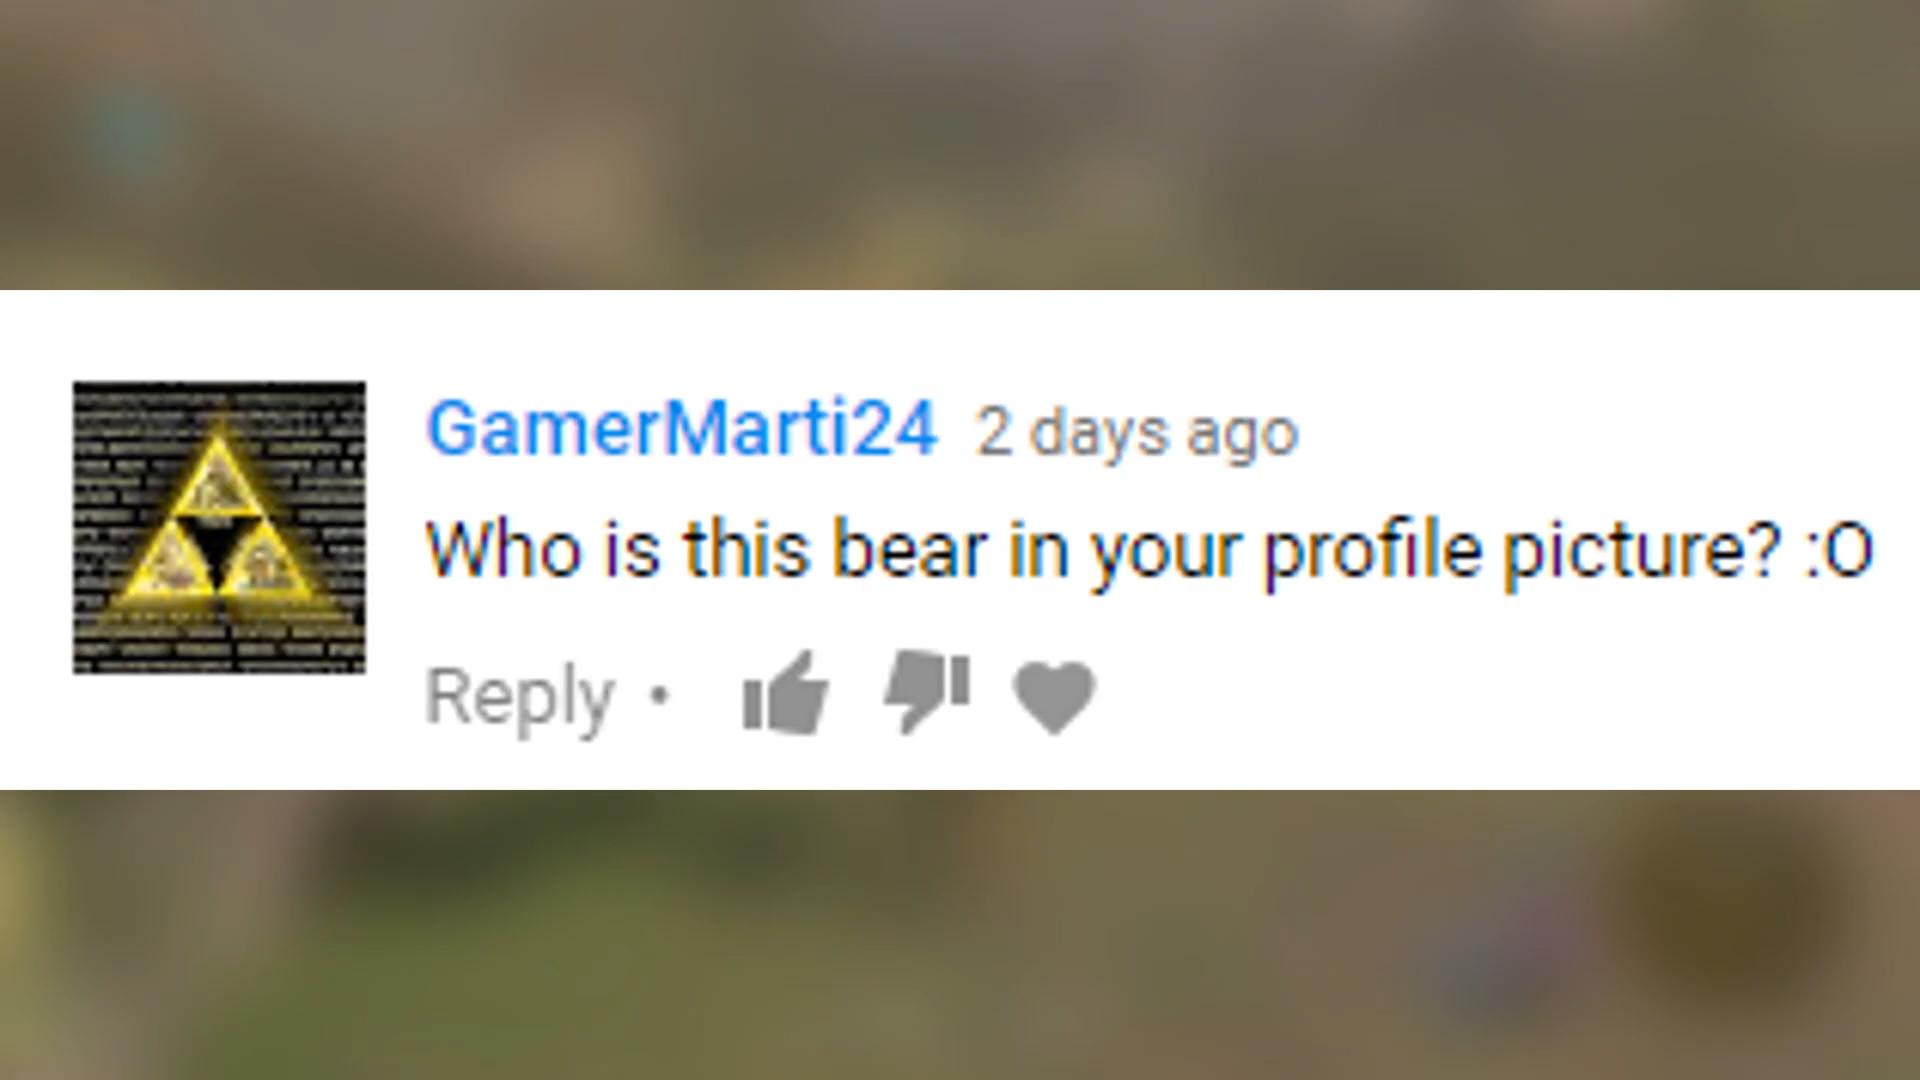 GamerMarti24 2 days ago
Who is this bear in your profile picture? :O
Reply •